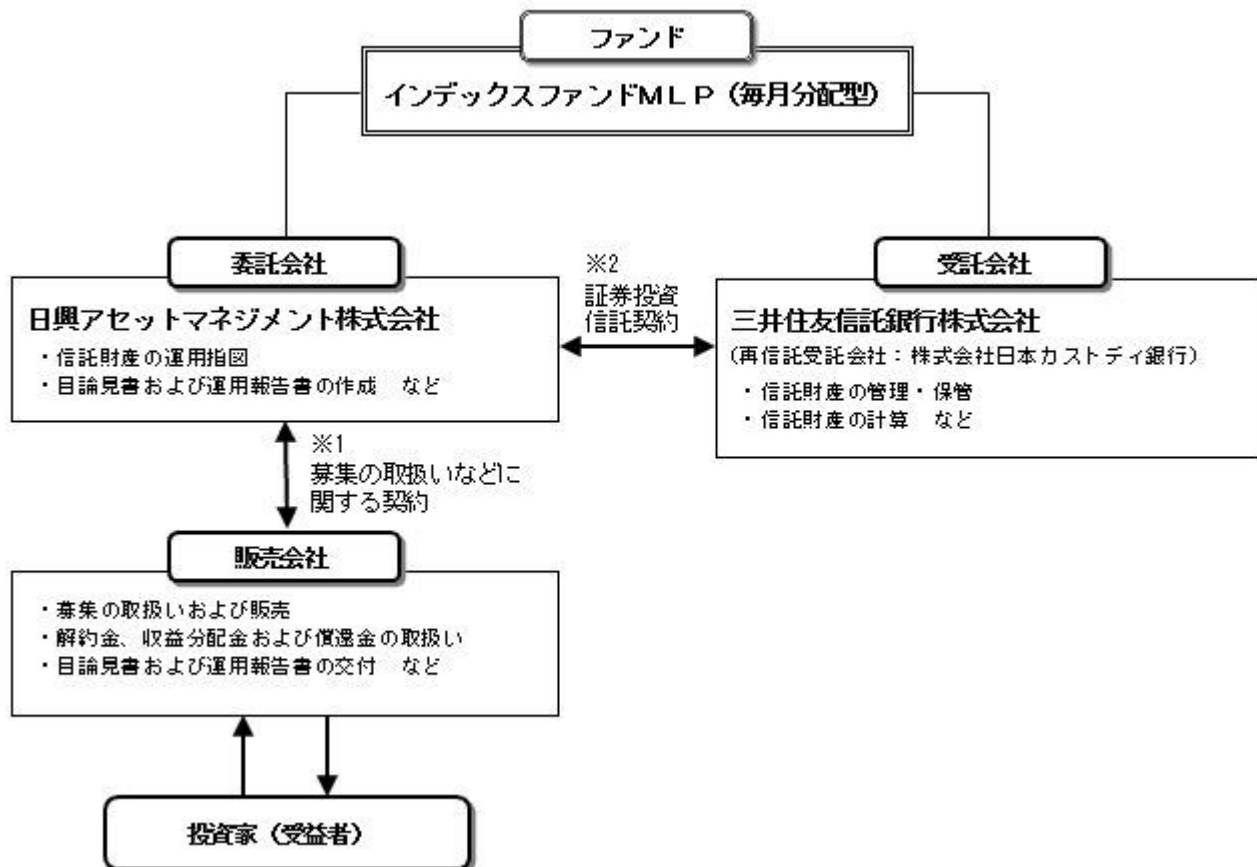 ファンド
インデックスファンドMLP（毎月分配型）
委託会社
日興アセットマネジメント株式会社
・信託財産の運用指図
・目論見書および運用報告書の作成　など
※2
証券投資
信託契約
受託会社
三井住友信託銀行株式会社
(再信託受託会社：株式会社日本カストディ銀行)
・信託財産の管理・保管
・信託財産の計算　など
※1
募集の取扱いなどに
関する契約
販売会社
・募集の取扱いおよび販売
・解約金、収益分配金および償還金の取扱い
・目論見書および運用報告書の交付　など
投資家（受益者）